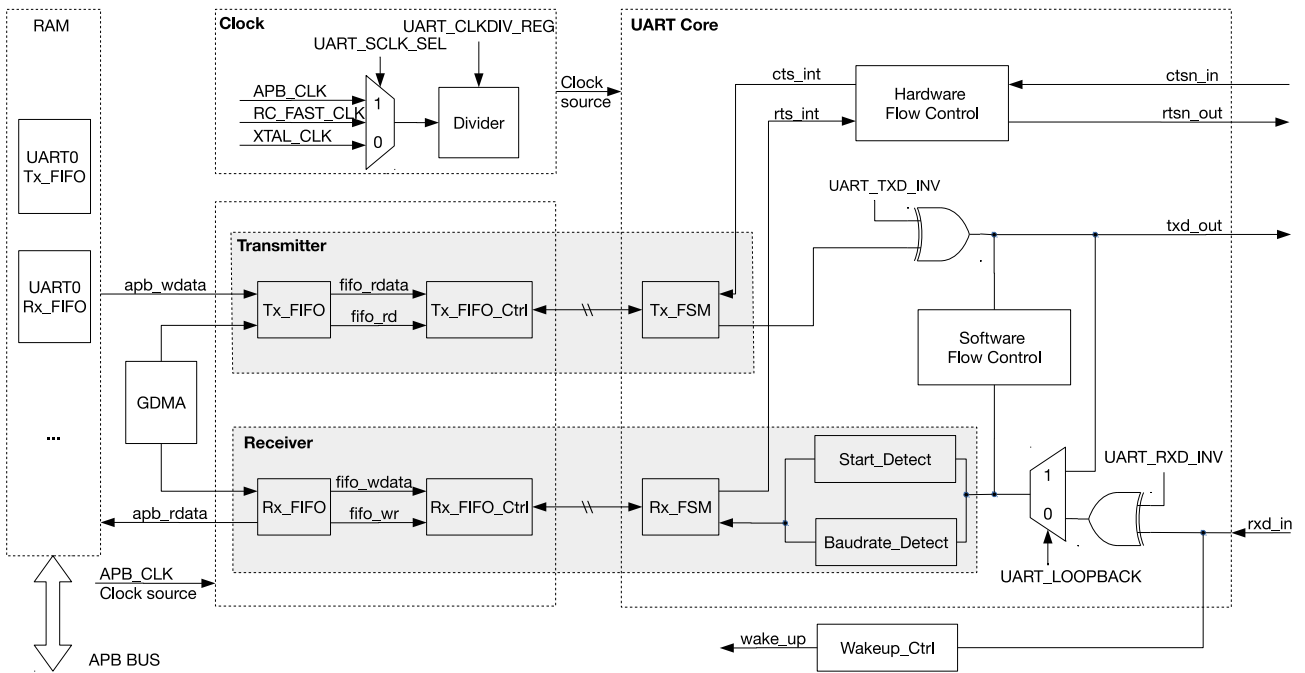 RAM
UART0
Tx_FIFO
UART0
Rx_FIFO
...
APB BUS
Clock
UART_CLKDIV_REG
UART_SCLK_SEL
APB_CLK
RC_FAST_CLK
XTAL_CLK
1
0
Divider
Clock
source
UART Core
cts_int
rts_int
Hardware
Flow Control
ctsn_in
rtsn_out
UART_TXD_INV
txd_out
Transmitter
apb_wdata
Tx_FIFO
fifo_rdata
fifo_rd
Tx_FIFO_Ctrl
Tx_FSM
Software
Flow Control
GDMA
Receiver
apb_rdata
Rx_FIFO
fifo_wdata
fifo_wr
Rx_FIFO_Ctrl
Rx_FSM
Start_Detect
Baudrate_Detect
1
0
UART_RXD_INV
rxd_in
UART_LOOPBACK
APB_CLK
Clock source
wake_up
Wakeup_Ctrl